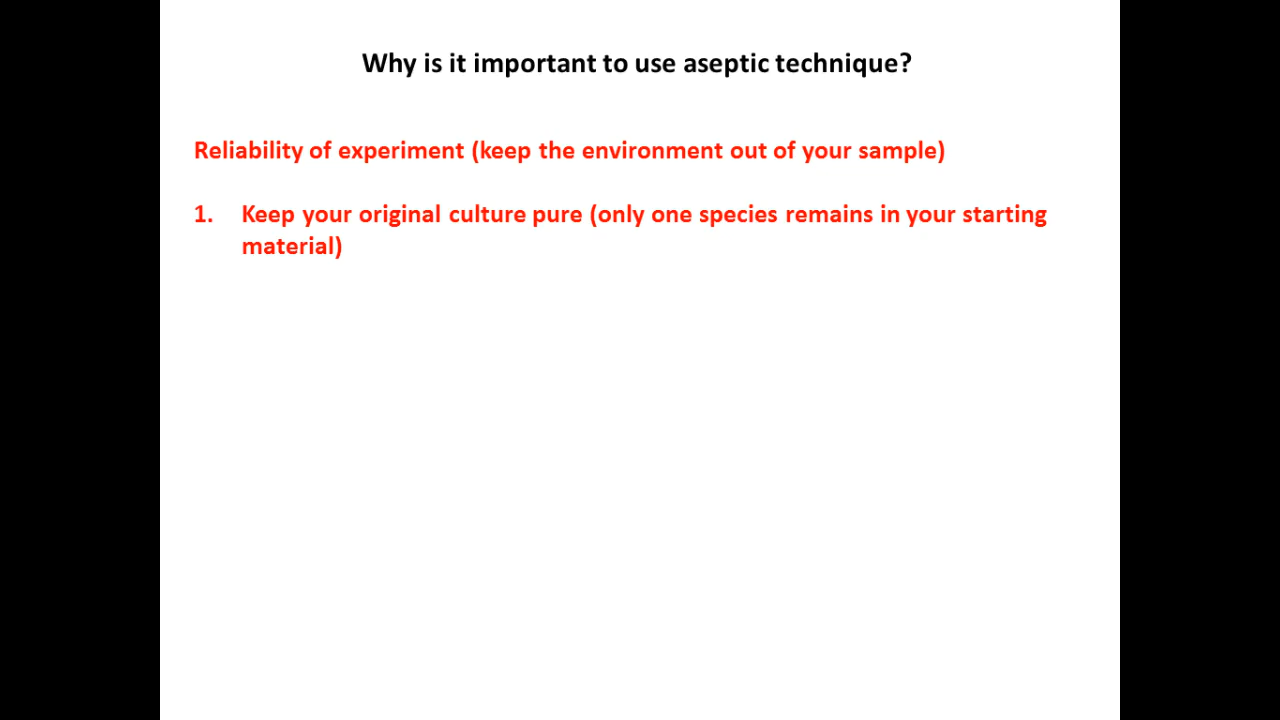 Why is it important to use aseptic technique?
Reliability of experiment (keep the environment out of your sample)
1. Keep your original culture pure (only one species remains in your starting
material)